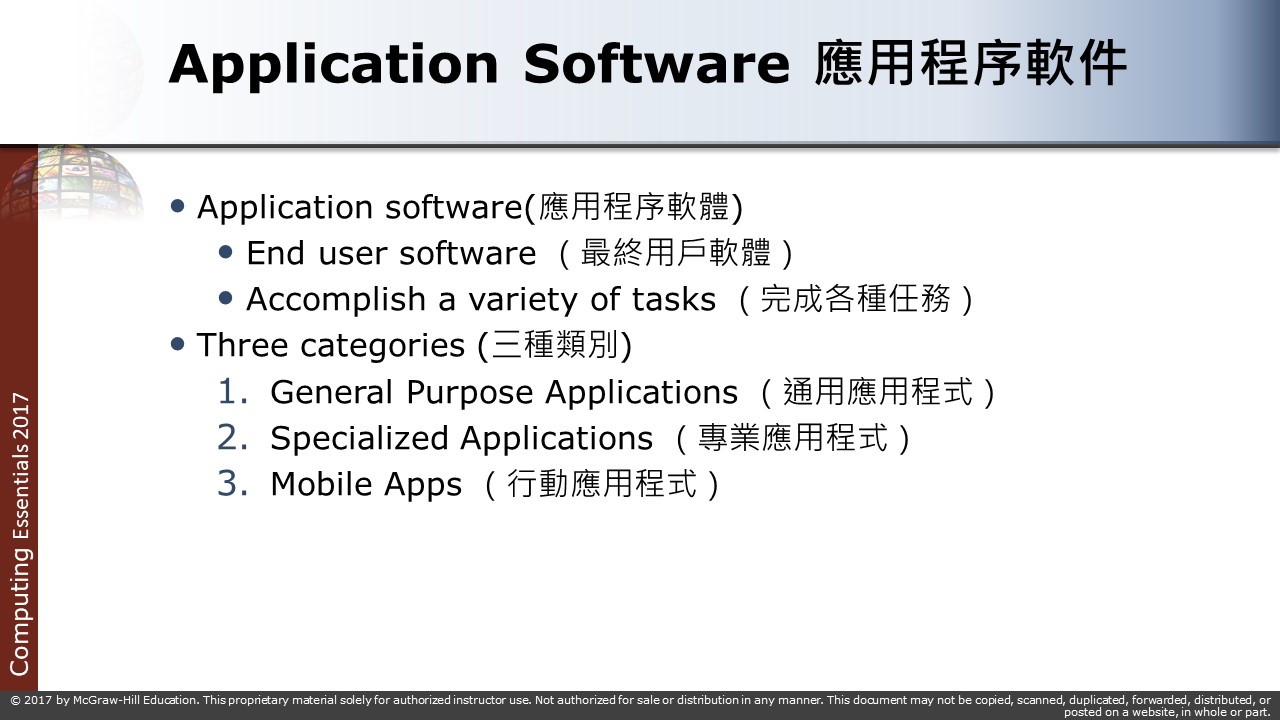 Application Software 應用程序軟件
• Application software(應用程序軟體)
• End user software （最終用戶軟體）
• Accomplish a variety of tasks （完成各種任務）
• Three categories (三種類別)
1. General Purpose Applications （通用應用程式）
2. Specialized Applications （專業應用程式）
3. Mobile Apps （行動應用程式）
Computing Essentials 2017
© 2017 by McGraw-Hill Education. This proprietary material solely for authorized instructor use. Not authorized for sale or distribution in any manner. This document may not be copied, scanned, duplicated, forwarded, distributed, or
posted on a website, in whole or part.